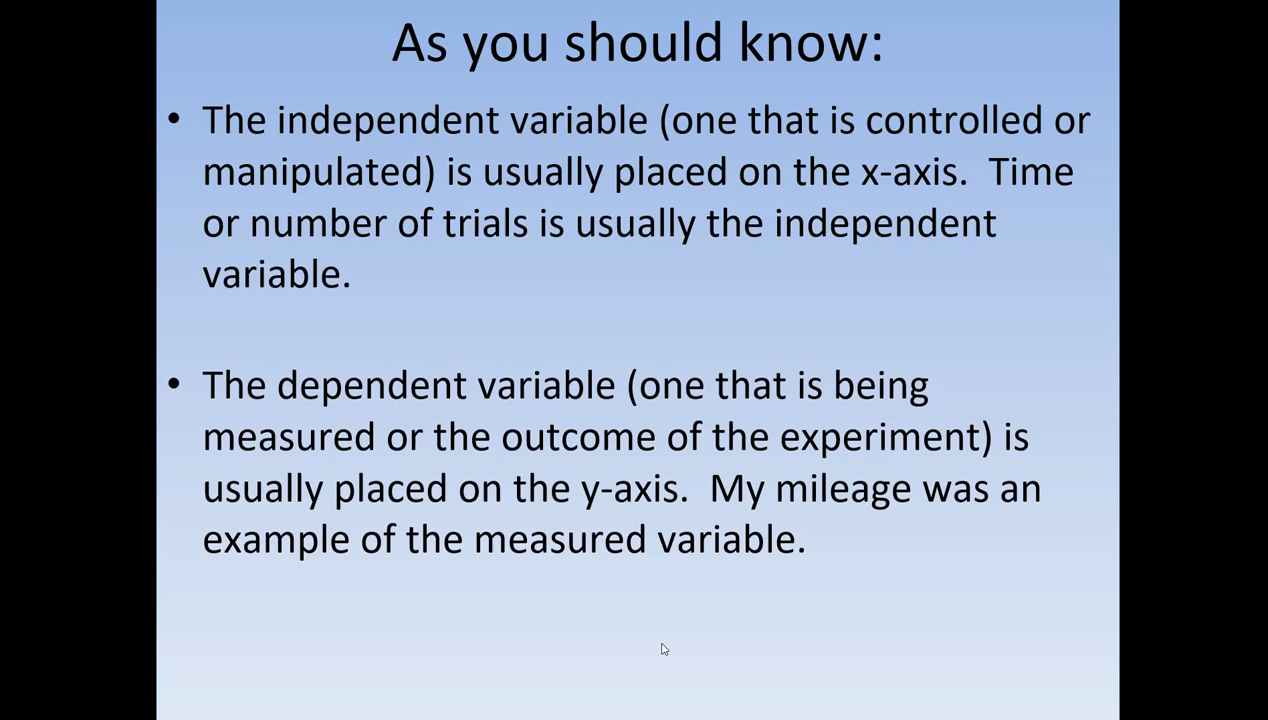 As you should know:
• The independent variable (one that is controlled or
manipulated) is usually placed on the x-axis.  Time
or number of trials is usually the independent
variable.
• The dependent variable (one that is being
measured or the outcome of the experiment) is
usually placed on the y-axis.  My mileage was an
example of the measured variable.